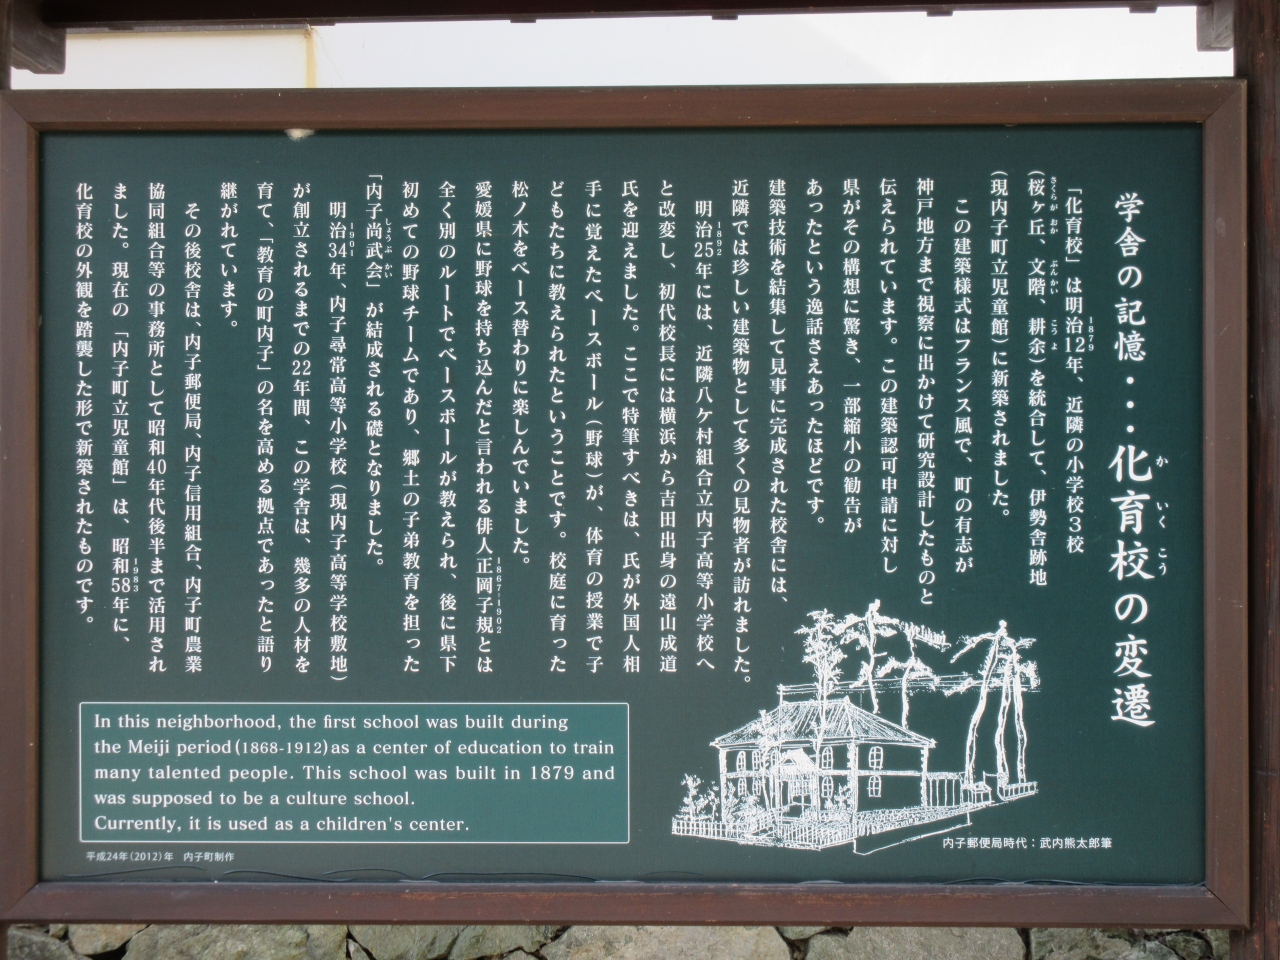 学舎の記憶・・・化育校の変遷
「化育校」は明治12年、近隣の小学校3校
(桜ヶ丘、文階、耕余)を統合して、伊勢舎跡地
(現内子町立児童館)に新築されました。
この建築様式はフランス風で、町の有志が
神戸地方まで視察に出かけて研究設計したものと
伝えられています。この建築認可申請に対し
県がその構想に驚き、一部縮小の勧告が
あったという逸話さえあったほどです。
建築技術を結集して見事に完成された校舎には、
近隣では珍しい建築物として多くの見物者が訪れました。
明治25年には、近隣八ケ村組合立内子高等小学校へ
と改変し、初代校長には横浜から吉田出身の遠山成道
氏を迎えました。ここで特筆すべきは、氏が外国人相
手に覚えたベースボール(野球)が、体育の授業で子
どもたちに教えられたということです。校庭に育った
松ノ木をベース替わりに楽しんでいました。
愛媛県に野球を持ち込んだと言われる俳人正岡子規とは
全く別のルートでベースボールが教えられ、後に県下
初めての野球チームであり、郷土の子弟教育を担った
「内子尚武会」が結成される礎となりました。
明治34年、内子尋常高等小学校(現内子高等学校敷地)
が創立されるまでの22年間、この学舎は、幾多の人材を
育て、「教育の町内子」の名を高める拠点であったと語り
継がれています。
その後校舎は、内子郵便局、内子信用組合、内子町農業
協同組合等の事務所として昭和40年代後半まで活用され
ました。現在の「内子町立児童館」は、昭和58年に、
化育校の外観を踏襲した形で新築されたものです。
In this neighborhood, the first school was built during
the Meiji period(1868-1912)as a center of education to train
many talented people. This school was built in 1879 and
was supposed to be a culture school.
Currently, it is used as a children's center.
平成24年(2012)年 内子町制作
内子郵便局時代:武内熊太郎筆
か いく こう
1879
さくらが おか ぶんかい こう よ
1892
1867-1902
しょうぶ かい
1901
1983